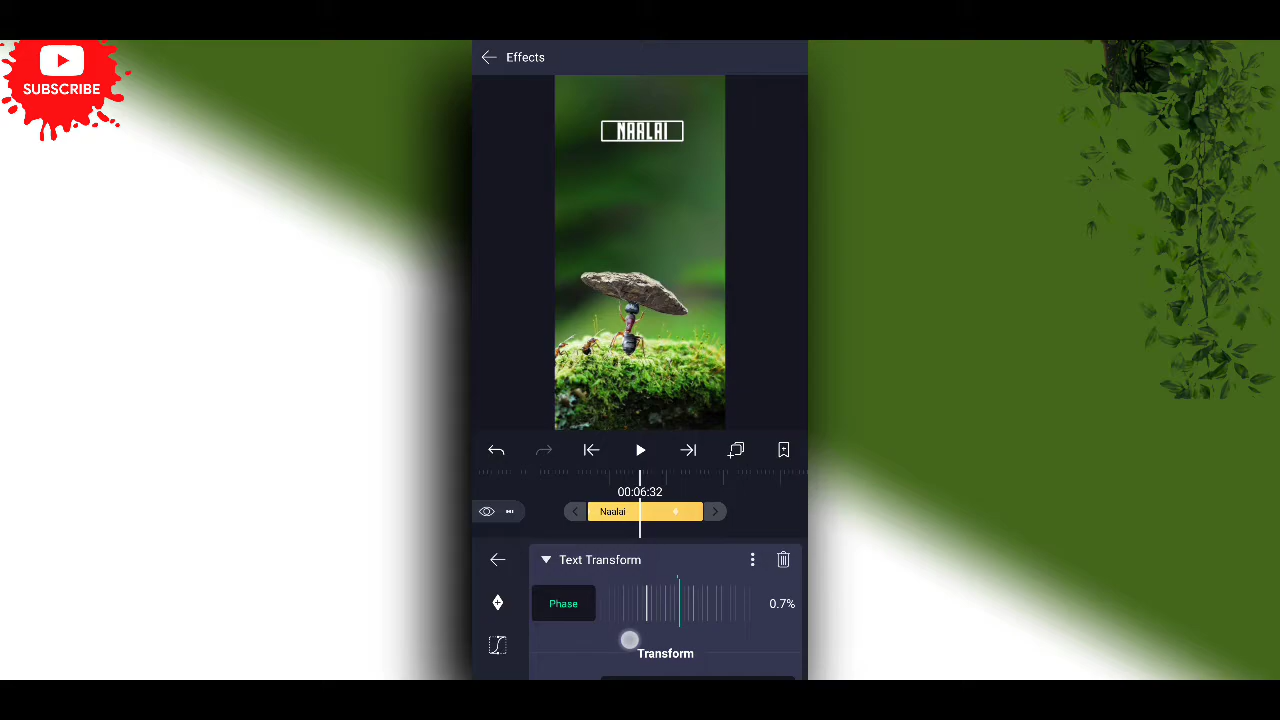 SUBSCRIBE
Effects
NAALAI
00:06:32
Naalai
Text Transform
Phase
0.7%
Transform